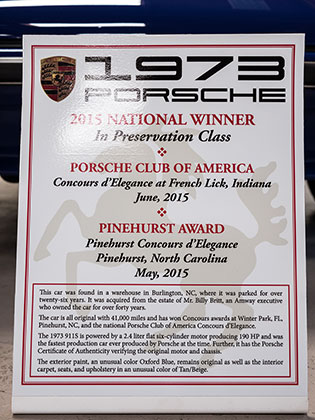 1973
PORSCHE
2015 NATIONAL WINNER
In Preservation Class
PORSCHE CLUB OF AMERICA
Concours d'Elegance at French Lick, Indiana
June, 2015
PINEHURST AWARD
Pinehurst Concours d'Elegance
Pinehurst, North Carolina
May, 2015
This car was found in a warehouse in Burlington, NC, where it was parked for
over twenty-six years. It was acquired from the estate of Mr. Billy Britt, an Amway executive
who owned the car for over forty years.
The car is all original with 41,000 miles and has won Concours awards at Winter Park, FL,
Pinehurst, NC, and the national Porsche Club of America Concours d'Elegance.
The 1973 911S is powered by a 2.4 liter flat six-cylinder motor producing 190 HP and was
the fastest production car ever produced by Porsche at the time. Further, it has the Porsche
Certificate of Authenticity verifying the original motor and chassis.
The exterior paint, an unusual color Oxford Blue, remains original as well as the interior
carpet, seats, and upholstery in an unusual color of Tan/Beige.